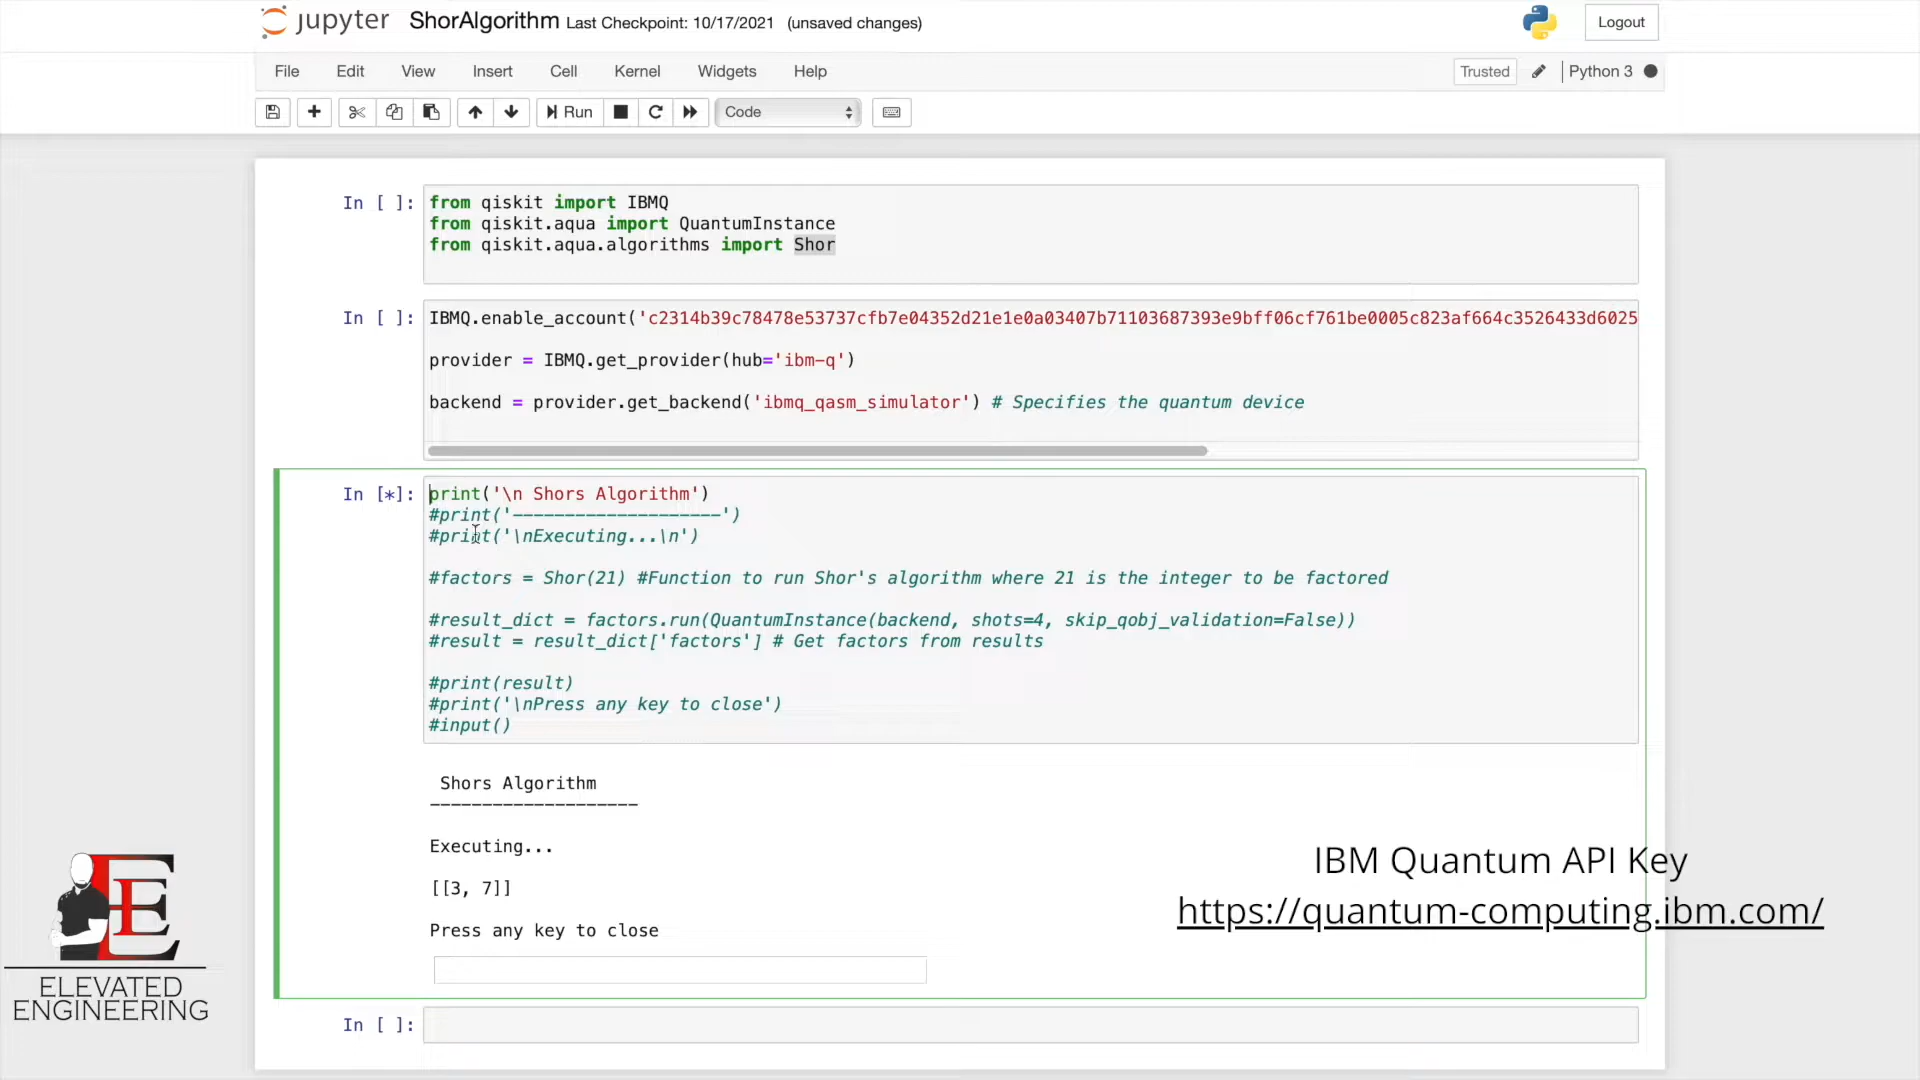 jupyter ShorAlgorithm Last Checkpoint: 10/17/2021 (unsaved changes) Logout
File Edit View Insert Cell Kernel Widgets Help Trusted Python 3
Run Code
In [ ]: from qiskit import IBMQ
from qiskit.aqua import QuantumInstance
from qiskit.aqua.algorithms import Shor
In [ ]: IBMQ.enable_account('c2314b39c78478e53737cfb7e04352d21e1e0a03407b71103687393e9bff06cf761be0005c823af664c3526433d6025
provider = IBMQ.get_provider(hub='ibm-q')
backend = provider.get_backend('ibmq_qasm_simulator') # Specifies the quantum device
In [*]: print('\n Shors Algorithm')
#print('--------------------')
#print('\nExecuting...\n')
#factors = Shor(21) #Function to run Shor's algorithm where 21 is the integer to be factored
#result_dict = factors.run(QuantumInstance(backend, shots=4, skip_qobj_validation=False))
#result = result_dict['factors'] # Get factors from results
#print(result)
#print('\nPress any key to close')
#input()
Shors Algorithm
--------------------
Executing...
[[3, 7]]
Press any key to close
In [ ]:
IBM Quantum API Key
https://quantum-computing.ibm.com/
E
ELEVATED
ENGINEERING